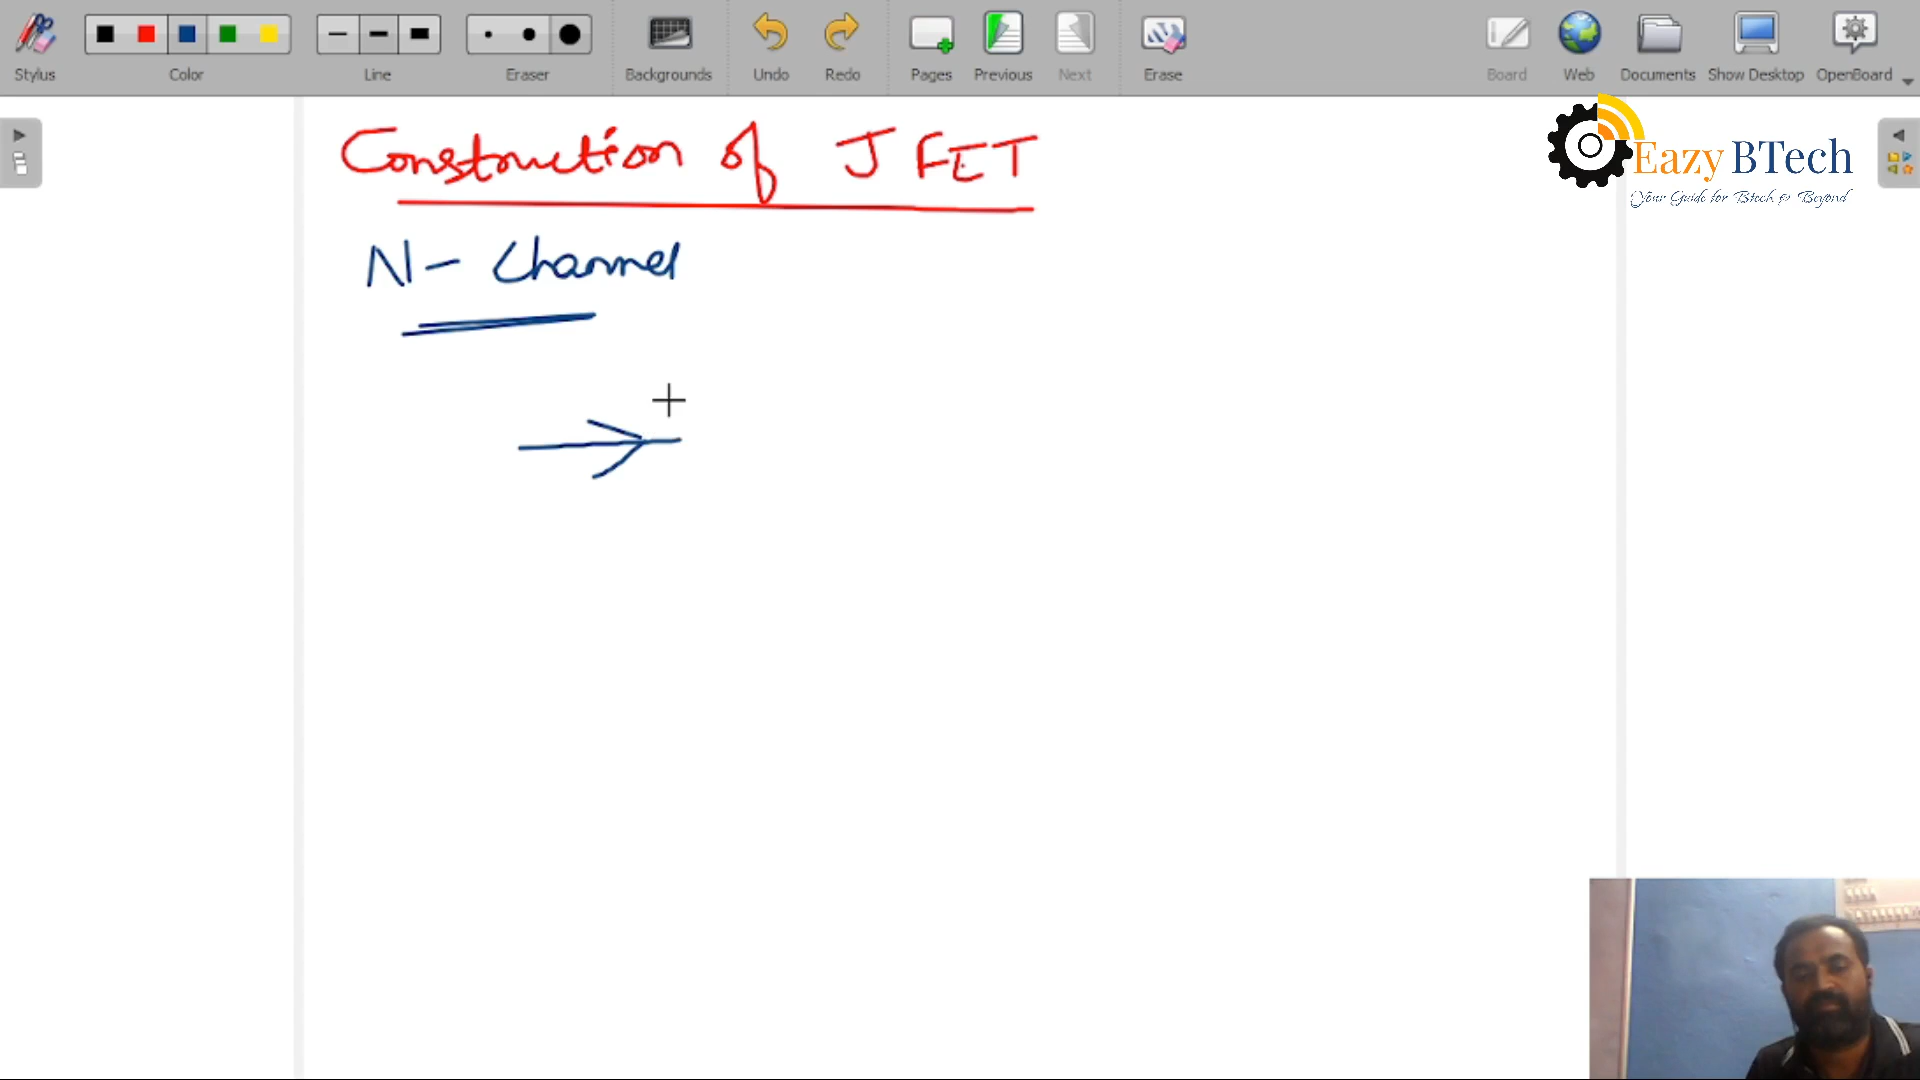 Stylus Color Line Eraser Backgrounds Undo Redo Pages Previous Next Erase Board Web Documents Show Desktop OpenBoard
Construction of JFET
Eazy BTech
Your Guide for Btech & Beyond
N- Channel